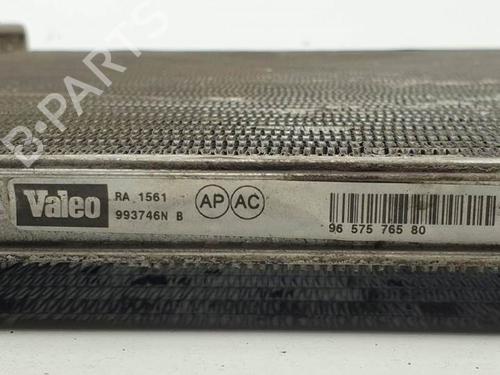 B-PARTS
Valeo
RA 1561
993746N B
AP AC
96 575 765 80